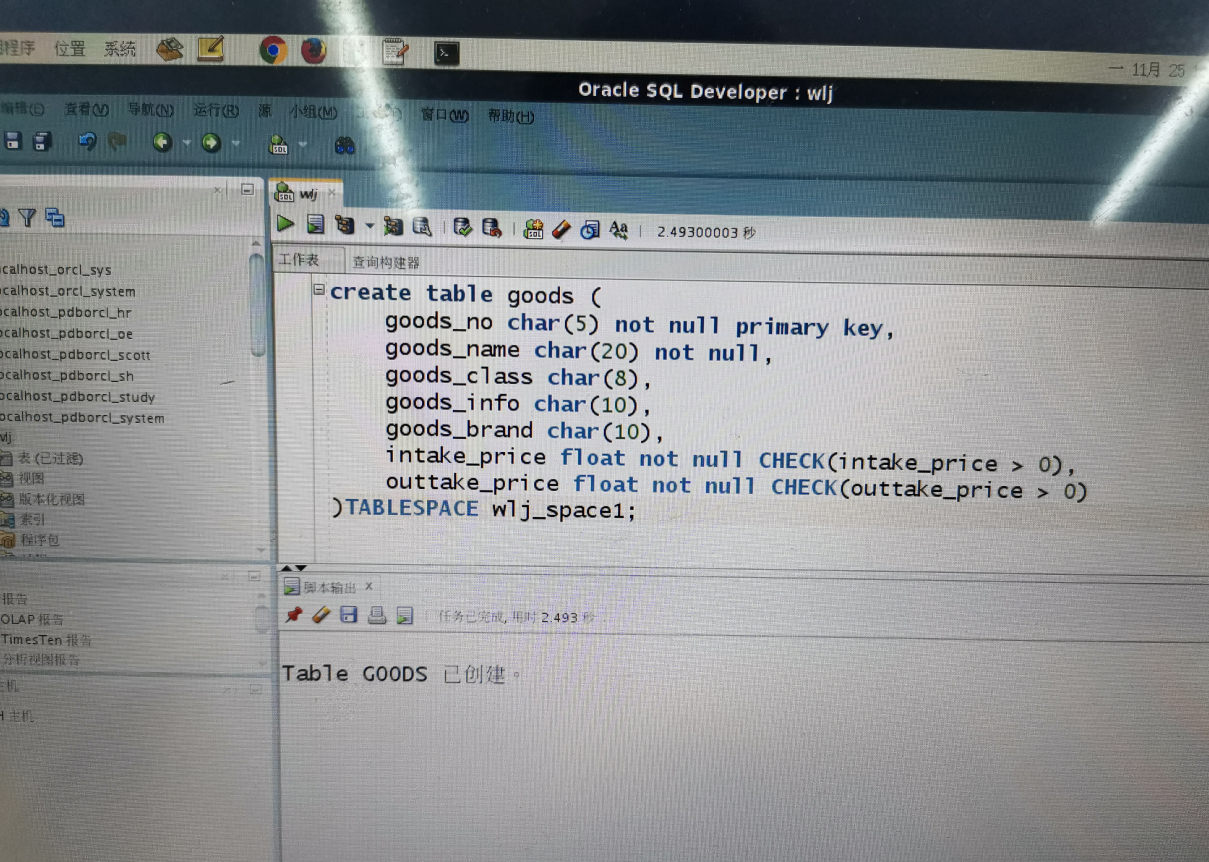 程序 位置 系统
一 11月 25
Oracle SQL Developer : wlj
编辑(E) 查看(V) 导航(N) 运行(R) 源 小组(M) 窗口(W) 帮助(H)
wlj
2.49300003 秒
工作表 查询构建器
calhost_orcl_sys
ocalhost_orcl_system
ocalhost_pdborcl_hr
ocalhost_pdborcl_oe
ocalhost_pdborcl_scott
ocalhost_pdborcl_sh
ocalhost_pdborcl_study
ocalhost_pdborcl_system
wlj
表 (已过滤)
视图
版本化视图
索引
程序包
create table goods (
goods_no char(5) not null primary key,
goods_name char(20) not null,
goods_class char(8),
goods_info char(10),
goods_brand char(10),
intake_price float not null CHECK(intake_price > 0),
outtake_price float not null CHECK(outtake_price > 0)
)TABLESPACE wlj_space1;
报告
OLAP 报告
TimesTen 报告
分析视图报告
主机
H 主机
脚本输出
任务已完成, 用时 2.493 秒
Table GOODS 已创建。